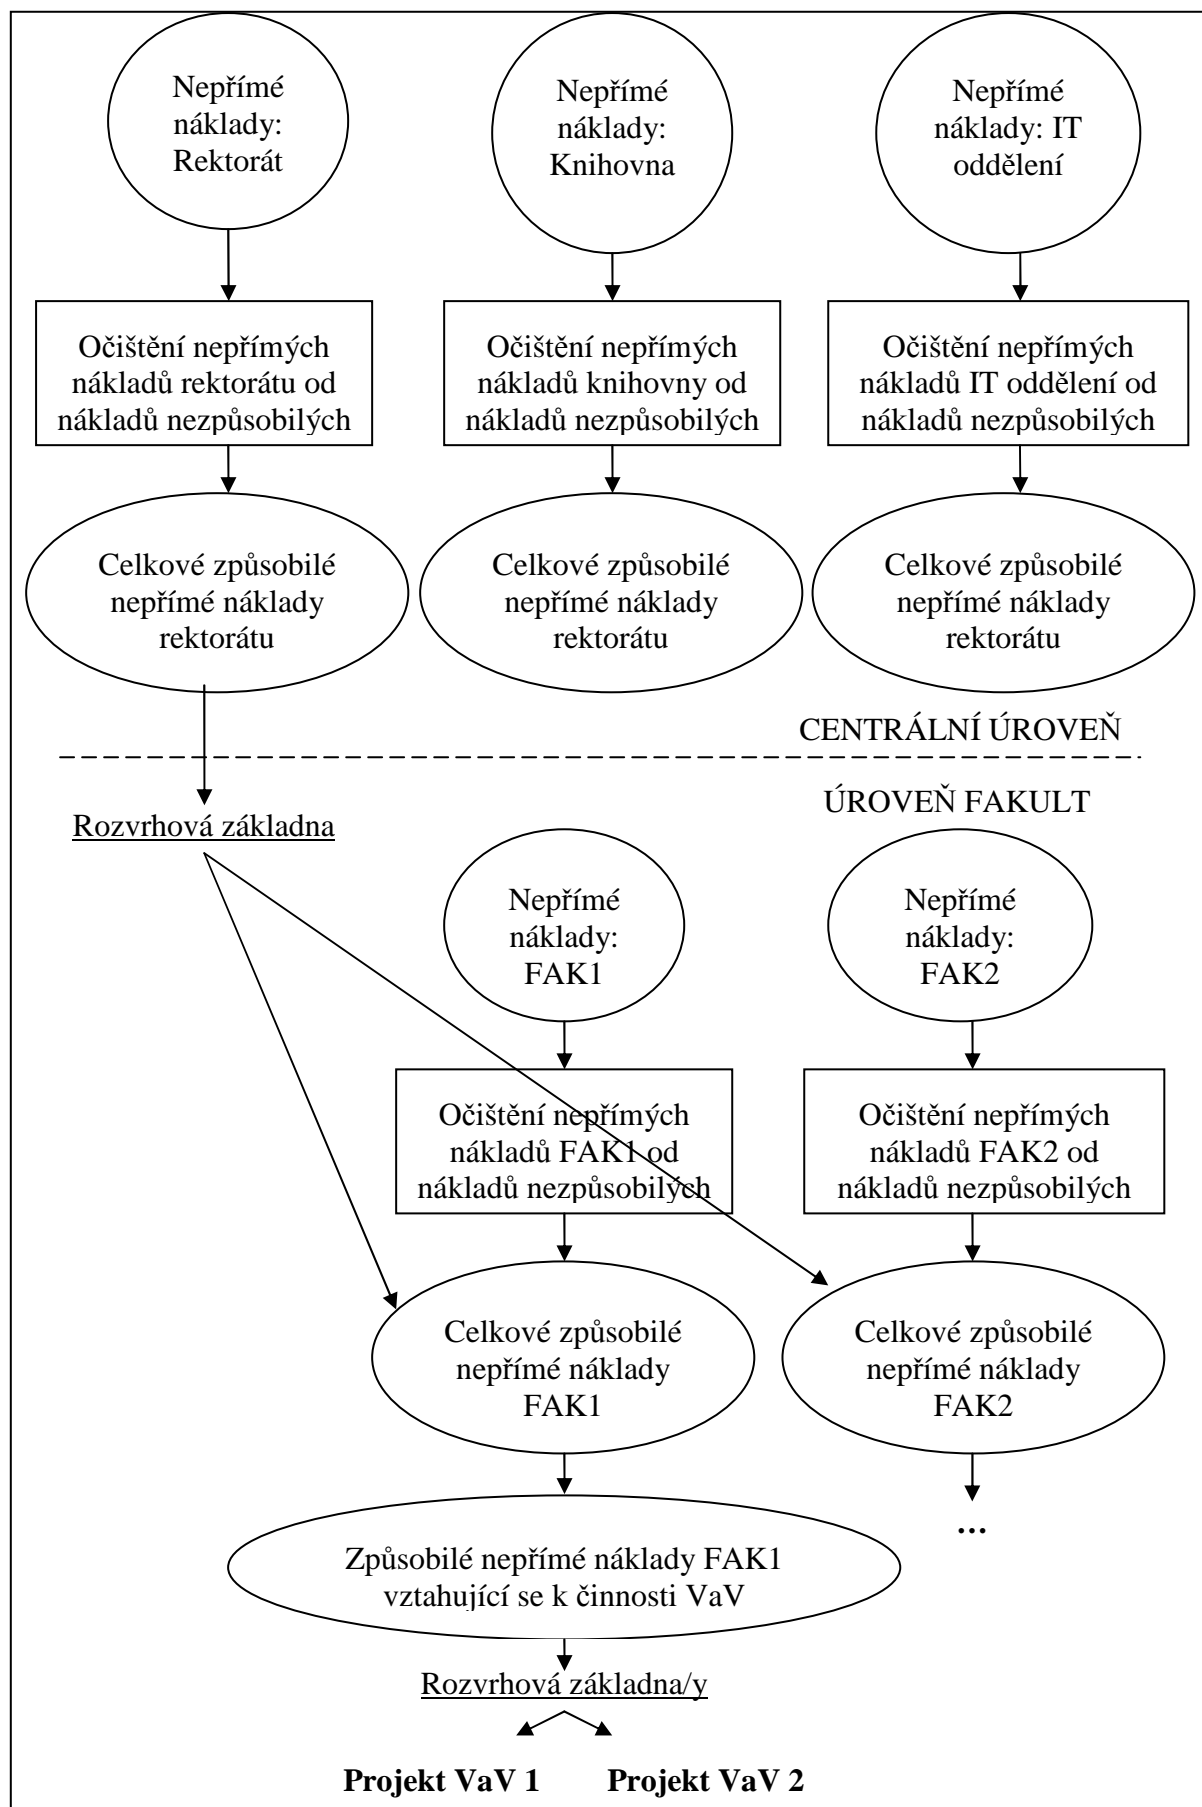 Nepřímé
náklady:
Rektorát
Nepřímé
náklady:
Knihovna
Nepřímé
náklady: IT
oddělení
Očištění nepřímých
nákladů rektorátu od
nákladů nezpůsobilých
Očištění nepřímých
nákladů knihovny od
nákladů nezpůsobilých
Očištění nepřímých
nákladů IT oddělení od
nákladů nezpůsobilých
Celkové způsobilé
nepřímé náklady
rektorátu
Celkové způsobilé
nepřímé náklady
rektorátu
Celkové způsobilé
nepřímé náklady
rektorátu
CENTRÁLNÍ ÚROVEŇ
ÚROVEŇ FAKULT
Rozvrhová základna
Nepřímé
náklady:
FAK1
Nepřímé
náklady:
FAK2
Očištění nepřímých
nákladů FAK1 od
nákladů nezpůsobilých
Očištění nepřímých
nákladů FAK2 od
nákladů nezpůsobilých
Celkové způsobilé
nepřímé náklady
FAK1
Celkové způsobilé
nepřímé náklady
FAK2
...
Způsobilé nepřímé náklady FAK1
vztahující se k činnosti VaV
Rozvrhová základna/y
Projekt VaV 1
Projekt VaV 2